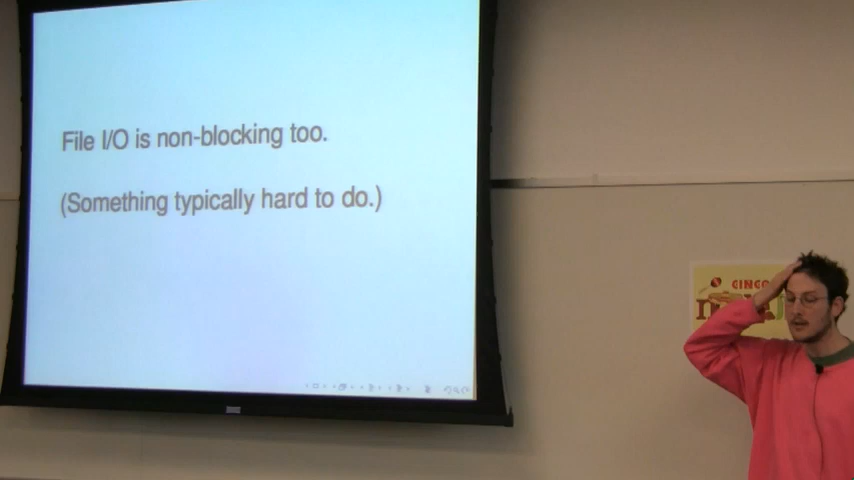 File I/O is non-blocking too.
(Something typically hard to do.)
CINCO